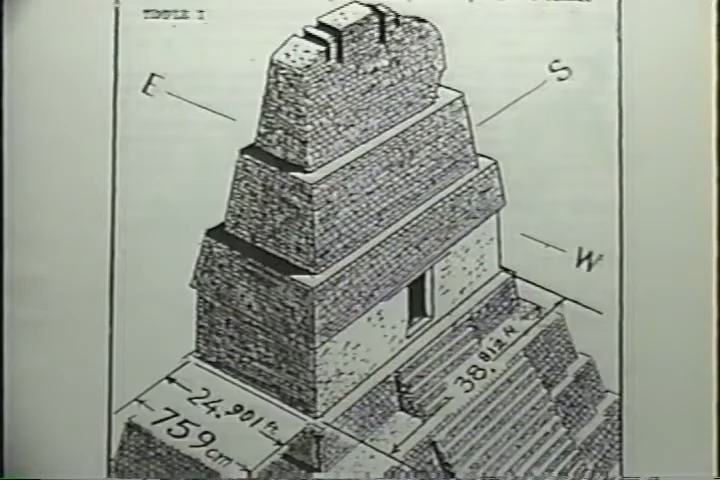 TEMPLE I
E
S
W
38.812 ft
24.901 ft
759 cm